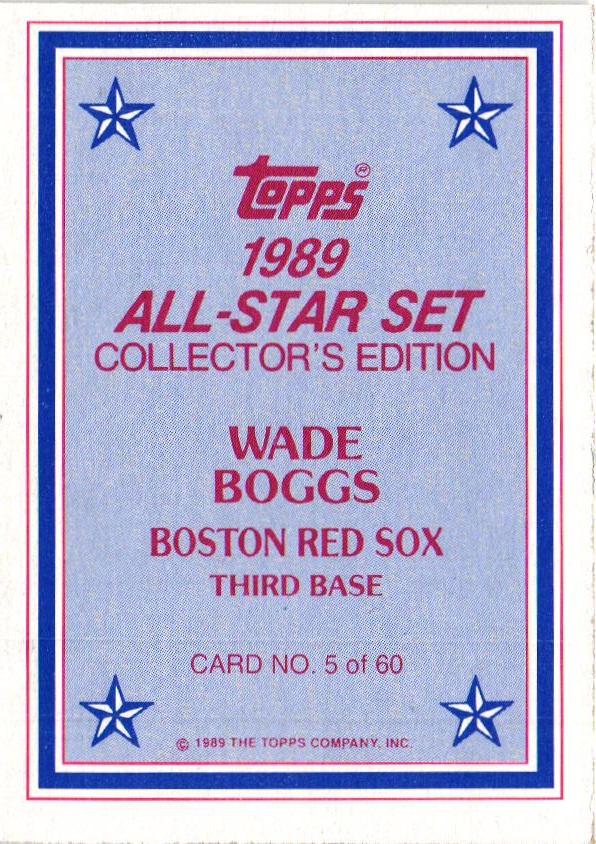 topps®
1989
ALL-STAR SET
COLLECTOR'S EDITION
WADE
BOGGS
BOSTON RED SOX
THIRD BASE
CARD NO. 5 of 60
© 1989 THE TOPPS COMPANY, INC.